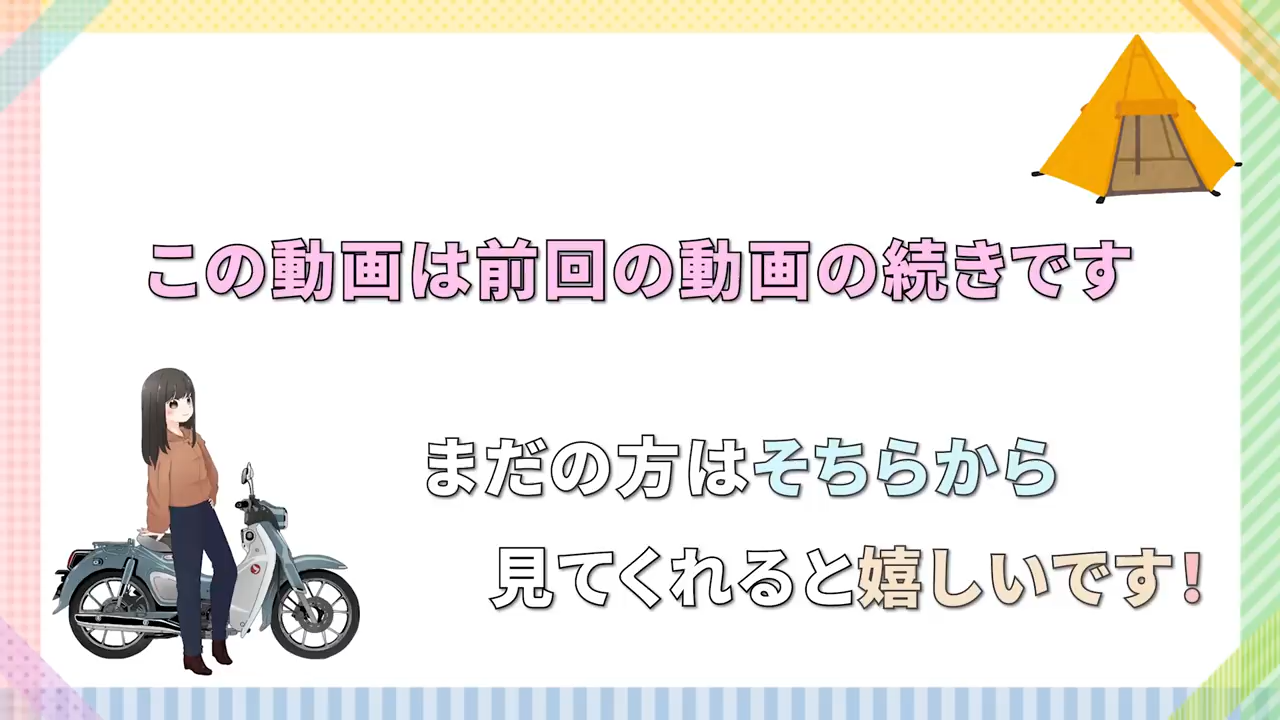 この動画は前回の動画の続きです
まだの方はそちらから
見てくれると嬉しいです!